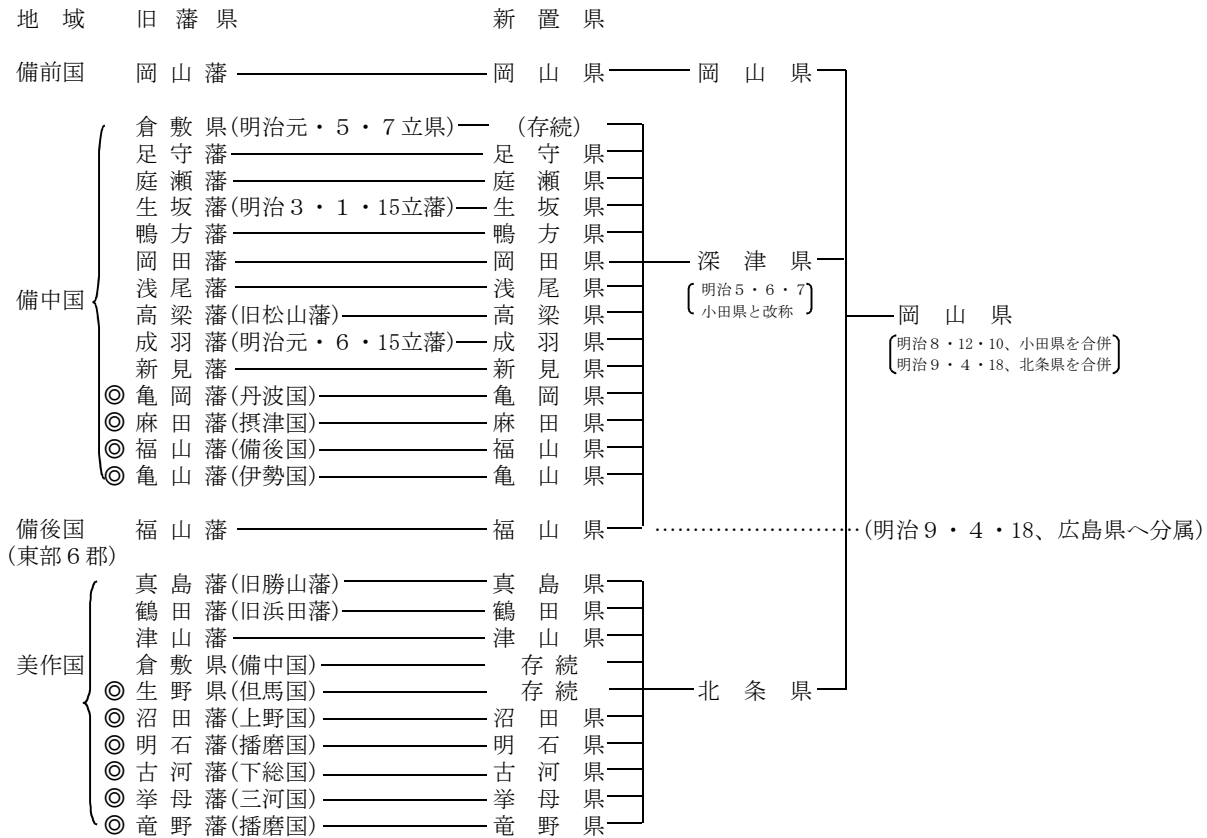 地　域　旧　藩　県　新　置　県
備前国　岡　山　藩　岡　山　県　岡　山　県
倉　敷　県(明治元・５・７立県)　(存続)
足　守　藩　足　守　県
庭　瀬　藩　庭　瀬　県
生　坂　藩(明治３・１・15立藩)　生　坂　県
鴨　方　藩　鴨　方　県
岡　田　藩　岡　田　県　深　津　県
浅　尾　藩　浅　尾　県　明治５・６・７
備中国　高　梁　藩(旧松山藩)　高　梁　県　小田県と改称　岡　山　県
成　羽　藩(明治元・６・15立藩)　成　羽　県　明治８・12・10、小田県を合併
新　見　藩　新　見　県　明治９・４・18、北条県を合併
◎　亀　岡　藩(丹波国)　亀　岡　県
◎　麻　田　藩(摂津国)　麻　田　県
◎　福　山　藩(備後国)　福　山　県
◎　亀　山　藩(伊勢国)　亀　山　県
備後国　福　山　藩　福　山　県　…………………………(明治９・４・18、広島県へ分属)
(東部６郡)
真　島　藩(旧勝山藩)　真　島　県
鶴　田　藩(旧浜田藩)　鶴　田　県
津　山　藩　津　山　県
美作国　倉　敷　県(備中国)　存　続
◎　生　野　県(但馬国)　存　続　北　条　県
◎　沼　田　藩(上野国)　沼　田　県
◎　明　石　藩(播磨国)　明　石　県
◎　古　河　藩(下総国)　古　河　県
◎　挙　母　藩(三河国)　挙　母　県
◎　竜　野　藩(播磨国)　竜　野　県